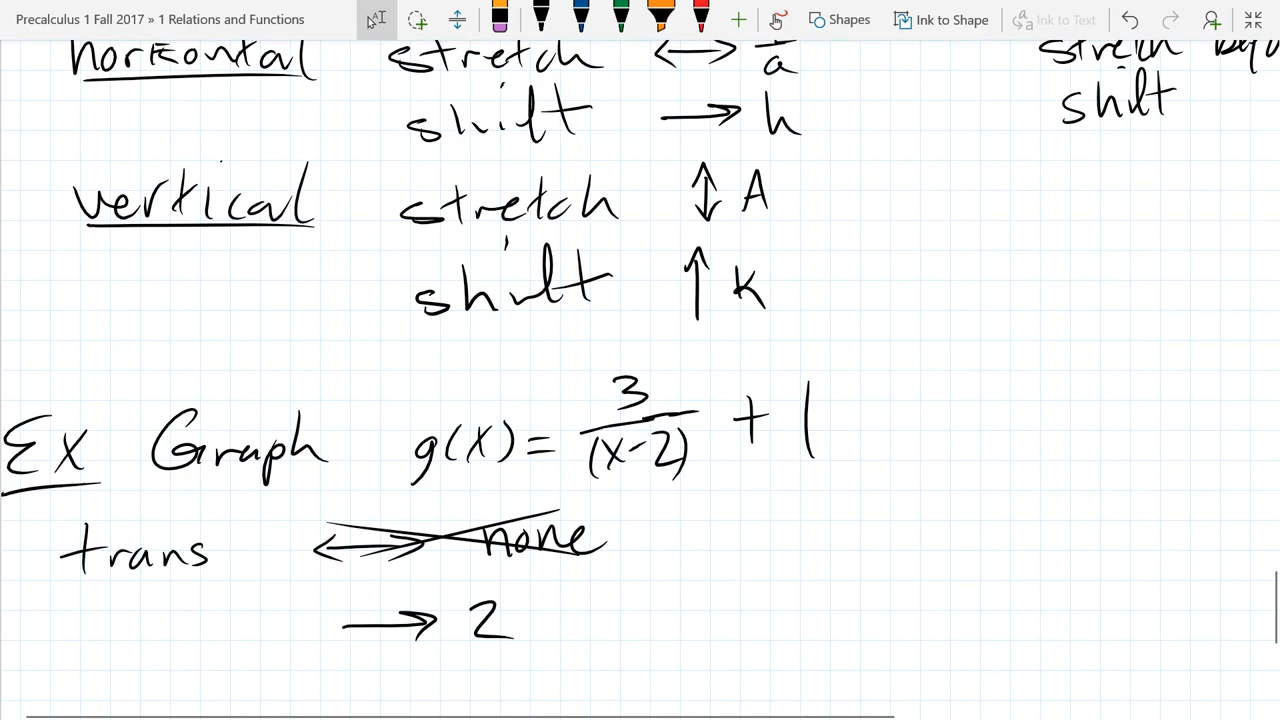 Precalculus 1 Fall 2017 » 1 Relations and Functions
Shapes
Ink to Shape
Ink to Text
horizontal stretch ↔ 1/a
shift → h
vertical stretch ↕ A
shift ↑ K
stretch
shift
Ex Graph g(x) = 3/(x-2) + 1
trans ↔ none
→ 2